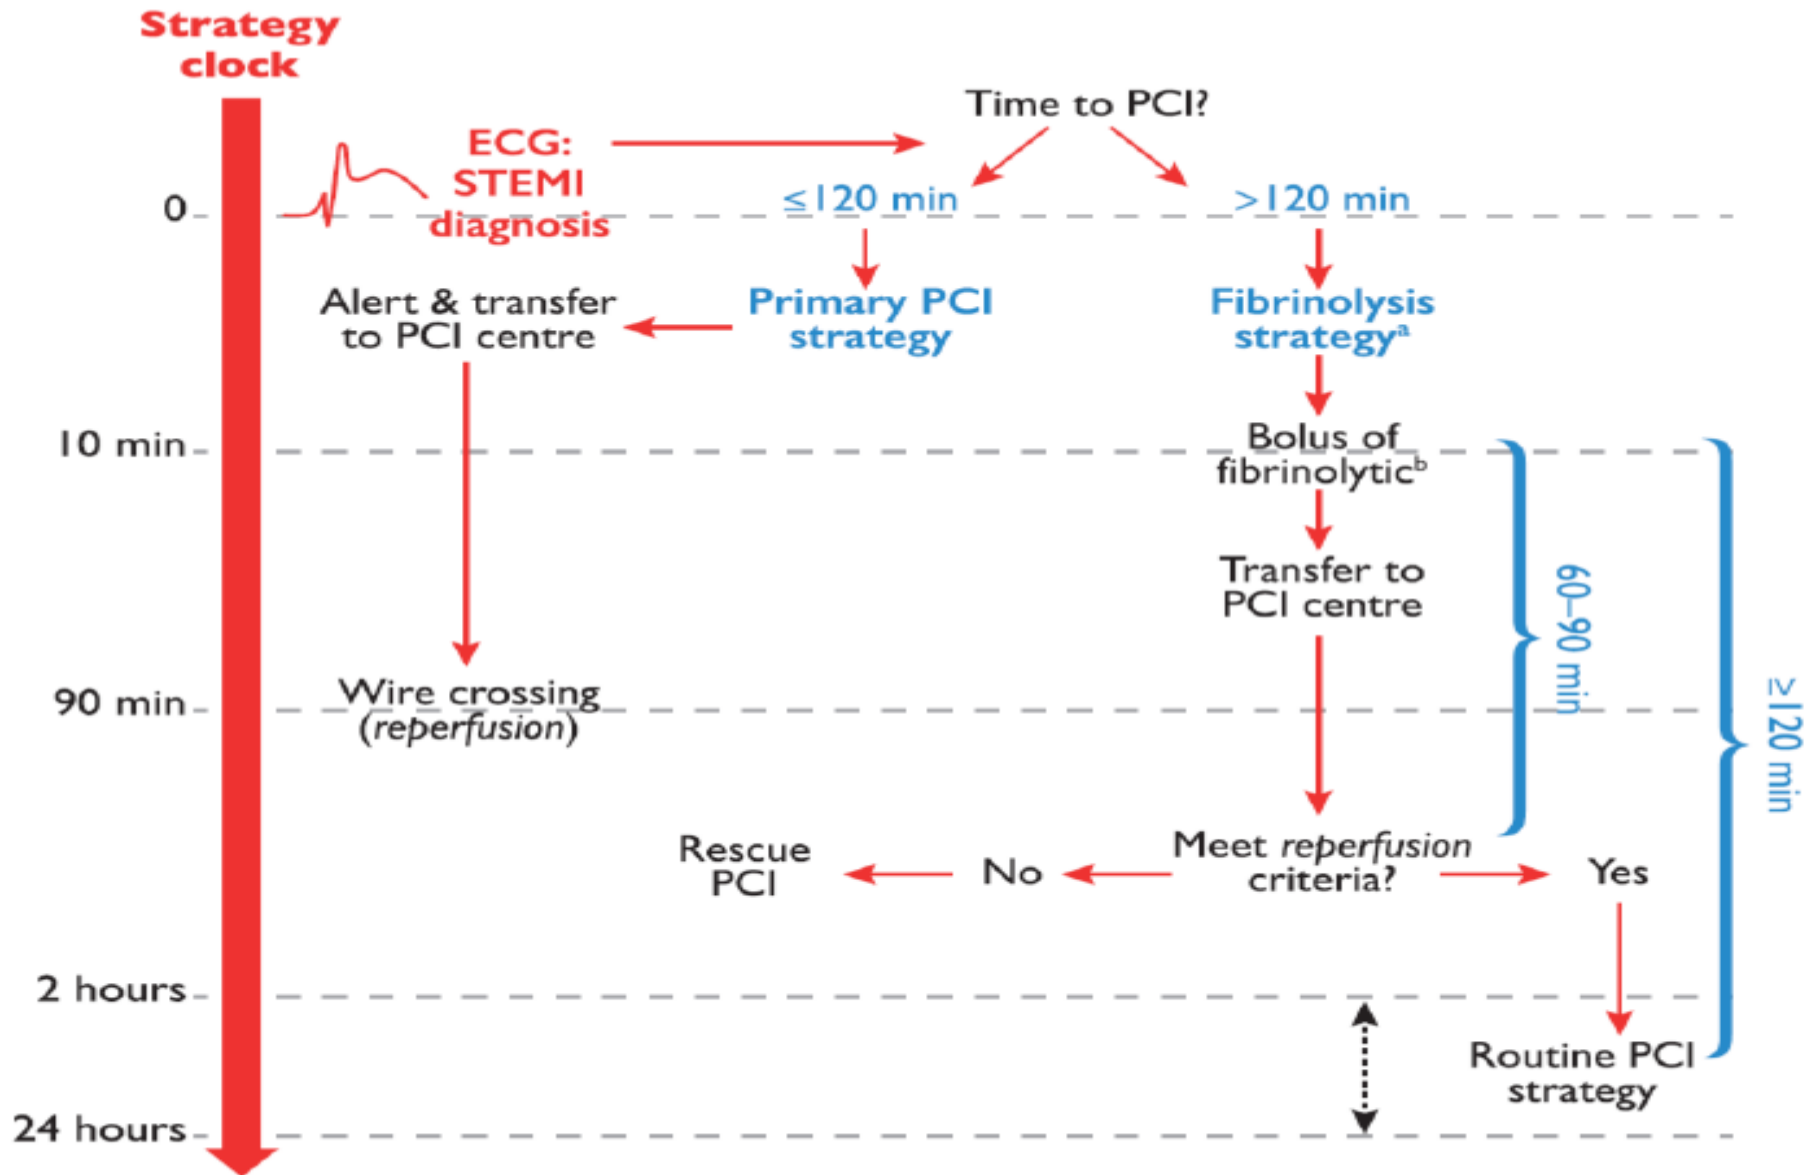 Strategy
clock
Time to PCI?
ECG:
STEMI
diagnosis
0
≤120 min
>120 min
Alert & transfer
to PCI centre
Primary PCI
strategy
Fibrinolysis
strategyᵃ
10 min
Bolus of
fibrinolyticᵇ
Transfer to
PCI centre
60–90 min
≥120 min
90 min
Wire crossing
(reperfusion)
Rescue
PCI
No
Meet reperfusion
criteria?
Yes
2 hours
Routine PCI
strategy
24 hours